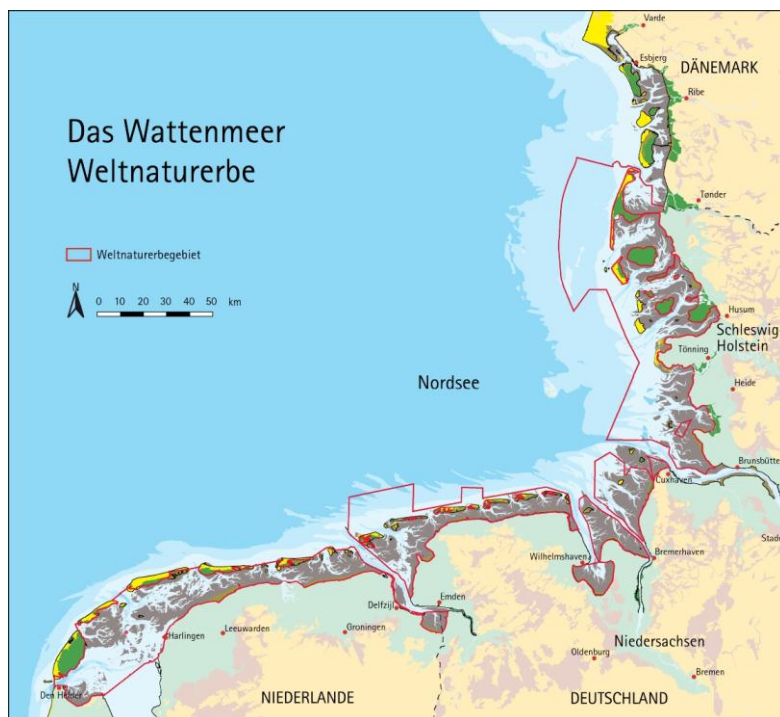 Das Wattenmeer
Weltnaturerbe
Weltnaturerbegebiet
N
0 10 20 30 40 50 km
Varde
Esbjerg
DÄNEMARK
Ribe
Tønder
Husum
Schleswig
Holstein
Tönning
Nordsee
Heide
Brunsbütte
Cuxhaven
Stade
Wilhelmshaven
Bremerhaven
Emden
Delfzijl
Harlingen
Leeuwarden
Groningen
Niedersachsen
Oldenburg
Bremen
Den Helder
NIEDERLANDE
DEUTSCHLAND